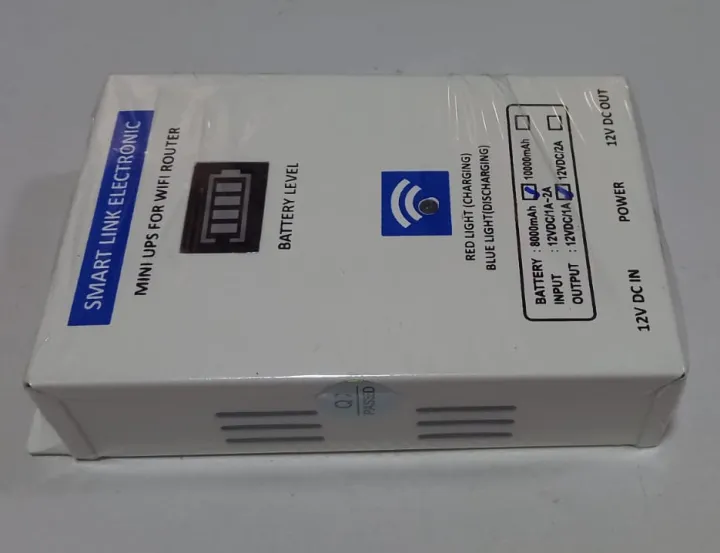 SMART LINK ELECTRONIC
MINI UPS FOR WIFI ROUTER
BATTERY LEVEL
RED LIGHT (CHARGING)
BLUE LIGHT(DISCHARGING)
BATTERY : 8000mAh 10000mAh
INPUT : 12VDC/1A-2A
OUTPUT : 12VDC/1A 12VDC/2A
12V DC IN
POWER
12V DC OUT
PASSED